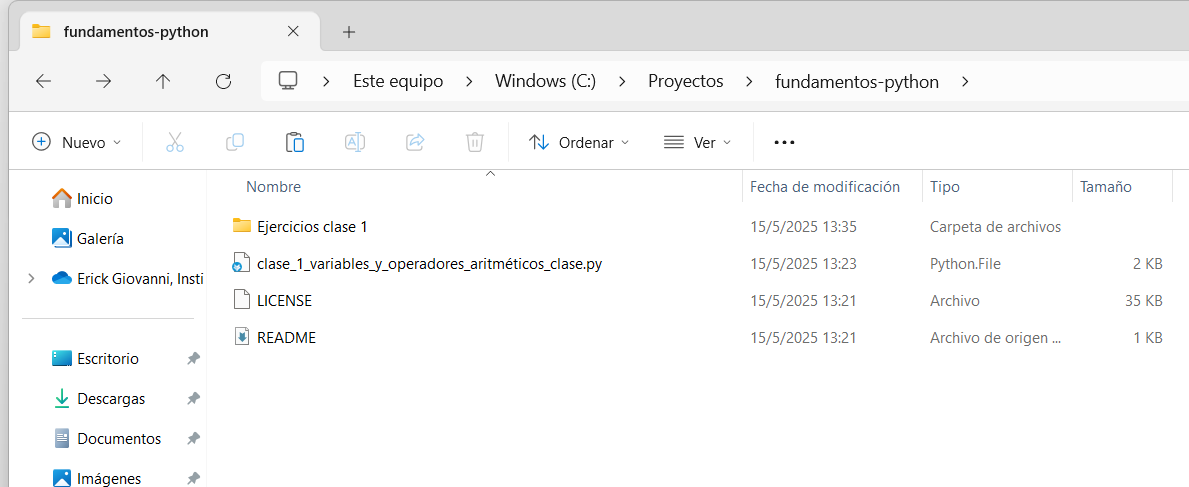 fundamentos-python
Este equipo > Windows (C:) > Proyectos > fundamentos-python >
Nuevo Ordenar Ver
Nombre Fecha de modificación Tipo Tamaño
Inicio
Galería
Erick Giovanni, Insti
Escritorio
Descargas
Documentos
Imágenes
Ejercicios clase 1 15/5/2025 13:35 Carpeta de archivos
clase_1_variables_y_operadores_aritméticos_clase.py 15/5/2025 13:23 Python.File 2 KB
LICENSE 15/5/2025 13:21 Archivo 35 KB
README 15/5/2025 13:21 Archivo de origen ... 1 KB